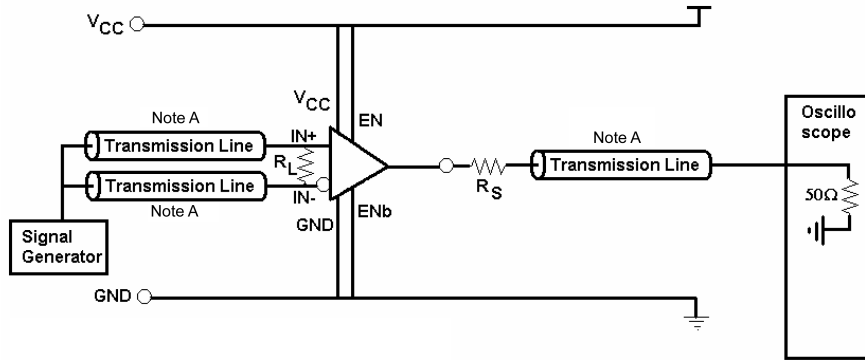 VCC
VCC
EN
Note A
Transmission Line
IN+
RL
Transmission Line
IN-
Note A
GND
ENb
Signal
Generator
GND
RS
Note A
Transmission Line
Oscillo
scope
50Ω